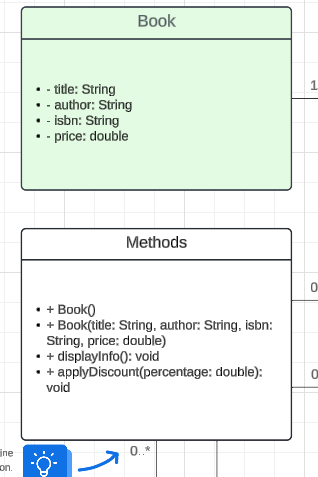 Book
- title: String
- author: String
- isbn: String
- price: double
1
Methods
+ Book()
+ Book(title: String, author: String, isbn:
String, price: double)
+ displayInfo(): void
+ applyDiscount(percentage: double):
void
0
0
0..*
ine
on.